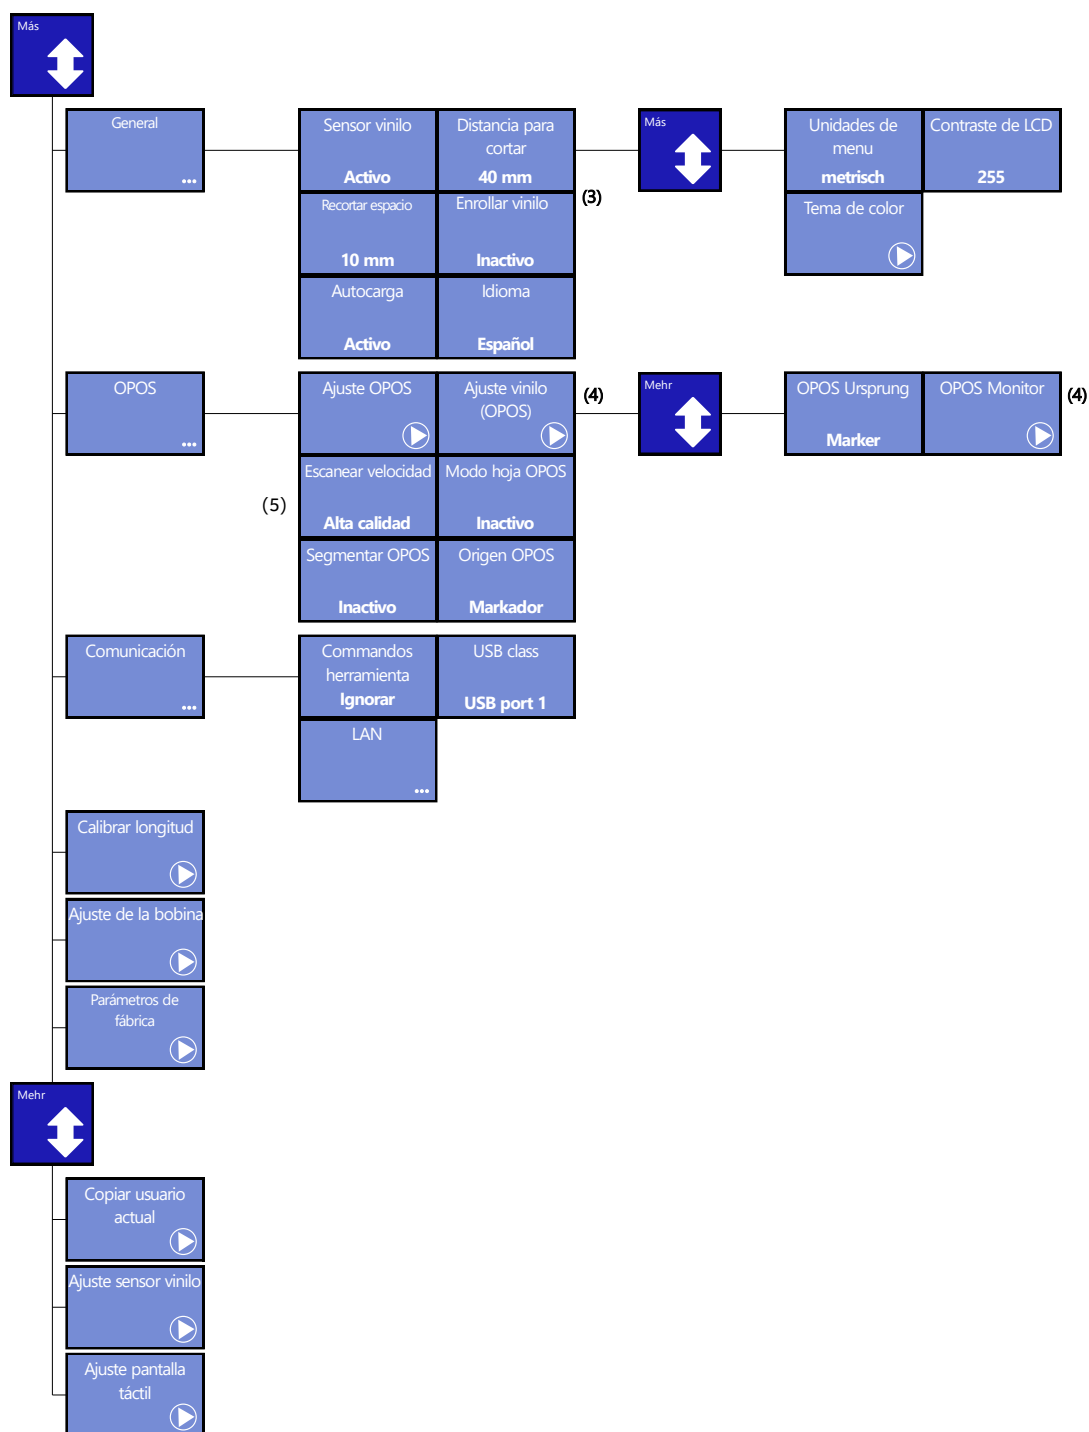 Más
General
...
Sensor vinilo
Activo
Distancia para
cortar
40 mm
Más
Unidades de
menu
metrisch
Contraste de LCD
255
Recortar espacio
10 mm
Enrollar vinilo
Inactivo
(3)
Tema de color
Autocarga
Activo
Idioma
Español
OPOS
...
Ajuste OPOS
Ajuste vinilo
(OPOS)
(4)
Mehr
OPOS Ursprung
Marker
OPOS Monitor
(4)
(5)
Escanear velocidad
Alta calidad
Modo hoja OPOS
Inactivo
Segmentar OPOS
Inactivo
Origen OPOS
Markador
Comunicación
...
Commandos
herramienta
Ignorar
USB class
USB port 1
LAN
...
Calibrar longitud
Ajuste de la bobina
Parámetros de
fábrica
Mehr
Copiar usuario
actual
Ajuste sensor vinilo
Ajuste pantalla
táctil